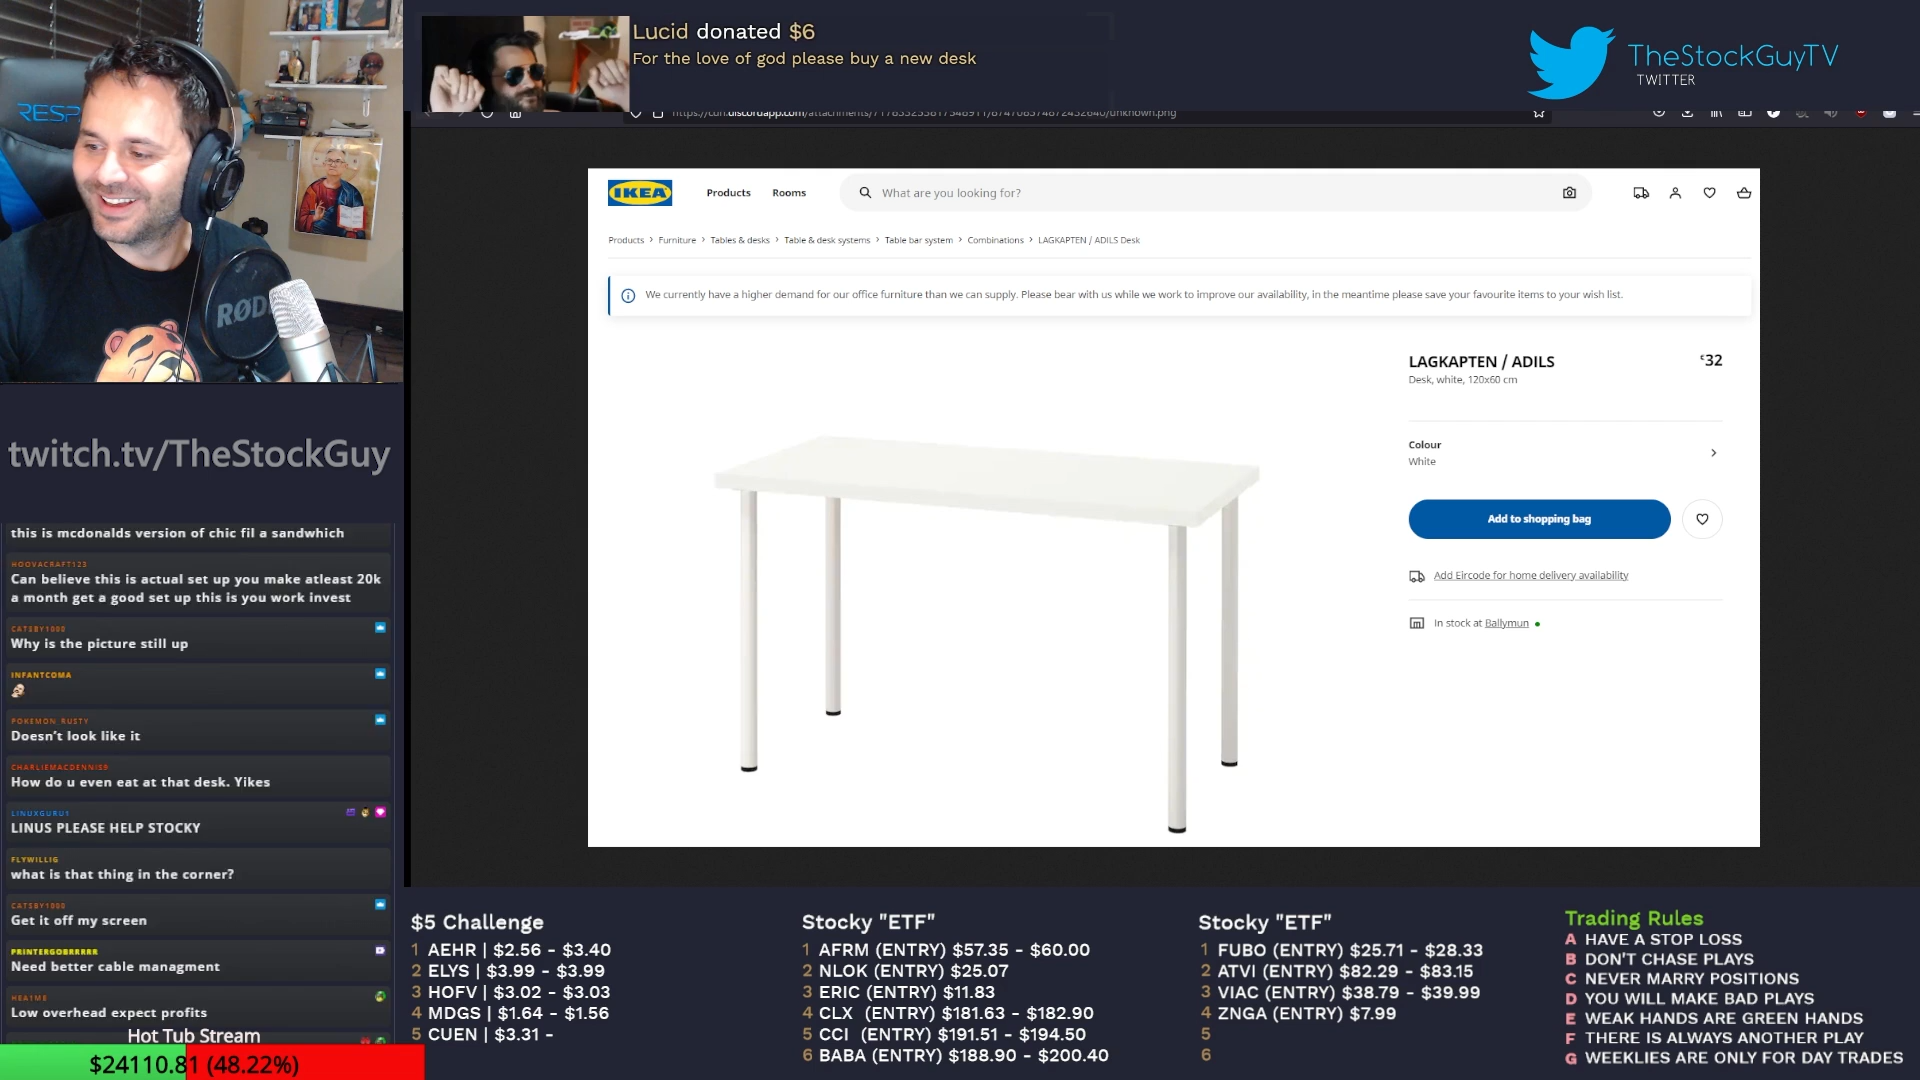 Lucid donated $6
For the love of god please buy a new desk
TheStockGuyTV
TWITTER
RESP
RØD
twitch.tv/TheStockGuy
this is mcdonalds version of chic fil a sandwhich
HOOVACRAFT123
Can believe this is actual set up you make atleast 20k
a month get a good set up this is you work invest
CATSBY1000
Why is the picture still up
INFANTCOMA
POKEMON_RUSTY
Doesn't look like it
CHARLIEMACDENNIS9
How do u even eat at that desk. Yikes
LINUXGURU1
LINUS PLEASE HELP STOCKY
FLYWILLIG
what is that thing in the corner?
CATSBY1000
Get it off my screen
PRINTERGOBRRRRR
Need better cable managment
HEA1ME
Low overhead expect profits
Hot Tub Stream
$24110.81 (48.22%)
IKEA
Products
Rooms
What are you looking for?
Products > Furniture > Tables & desks > Table & desk systems > Table bar system > Combinations > LAGKAPTEN / ADILS Desk
We currently have a higher demand for our office furniture than we can supply. Please bear with us while we work to improve our availability, in the meantime please save your favourite items to your wish list.
LAGKAPTEN / ADILS
€32
Desk, white, 120x60 cm
Colour
White
Add to shopping bag
Add Eircode for home delivery availability
In stock at Ballymun
$5 Challenge
1 AEHR | $2.56 - $3.40
2 ELYS | $3.99 - $3.99
3 HOFV | $3.02 - $3.03
4 MDGS | $1.64 - $1.56
5 CUEN | $3.31 -
Stocky "ETF"
1 AFRM (ENTRY) $57.35 - $60.00
2 NLOK (ENTRY) $25.07
3 ERIC (ENTRY) $11.83
4 CLX (ENTRY) $181.63 - $182.90
5 CCI (ENTRY) $191.51 - $194.50
6 BABA (ENTRY) $188.90 - $200.40
Stocky "ETF"
1 FUBO (ENTRY) $25.71 - $28.33
2 ATVI (ENTRY) $82.29 - $83.15
3 VIAC (ENTRY) $38.79 - $39.99
4 ZNGA (ENTRY) $7.99
5
6
Trading Rules
A HAVE A STOP LOSS
B DON'T CHASE PLAYS
C NEVER MARRY POSITIONS
D YOU WILL MAKE BAD PLAYS
E WEAK HANDS ARE GREEN HANDS
F THERE IS ALWAYS ANOTHER PLAY
G WEEKLIES ARE ONLY FOR DAY TRADES